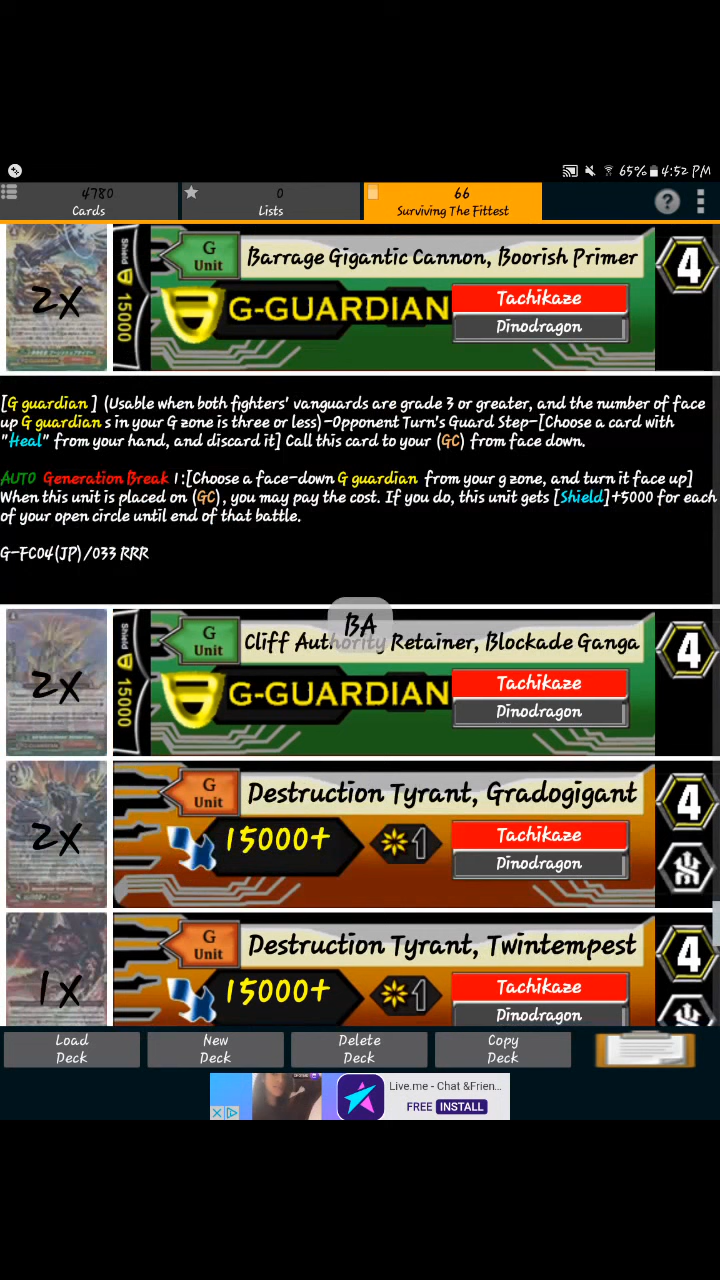 65% 4:52 PM
4780
Cards
0
Lists
66
Surviving The Fittest
?
2x
Shield 15000
G
Unit
Barrage Gigantic Cannon, Boorish Primer
4
G-GUARDIAN
Tachikaze
Dinodragon
[G guardian ] (Usable when both fighters' vanguards are grade 3 or greater, and the number of face
up G guardian s in your G zone is three or less)-Opponent Turn's Guard Step-[Choose a card with
"Heal" from your hand, and discard it] Call this card to your (GC) from face down.
AUTO Generation Break 1:[Choose a face-down G guardian from your g zone, and turn it face up]
When this unit is placed on (GC), you may pay the cost. If you do, this unit gets [Shield]+5000 for each
of your open circle until end of that battle.
G-FC04(JP)/033 RRR
BA
2x
Shield 15000
G
Unit
Cliff Authority Retainer, Blockade Ganga
4
G-GUARDIAN
Tachikaze
Dinodragon
2x
G
Unit
Destruction Tyrant, Gradogigant
4
15000+
1
Tachikaze
Dinodragon
1x
G
Unit
Destruction Tyrant, Twintempest
4
15000+
1
Tachikaze
Dinodragon
Load
Deck
New
Deck
Delete
Deck
Copy
Deck
Live.me - Chat &Frien...
FREE INSTALL